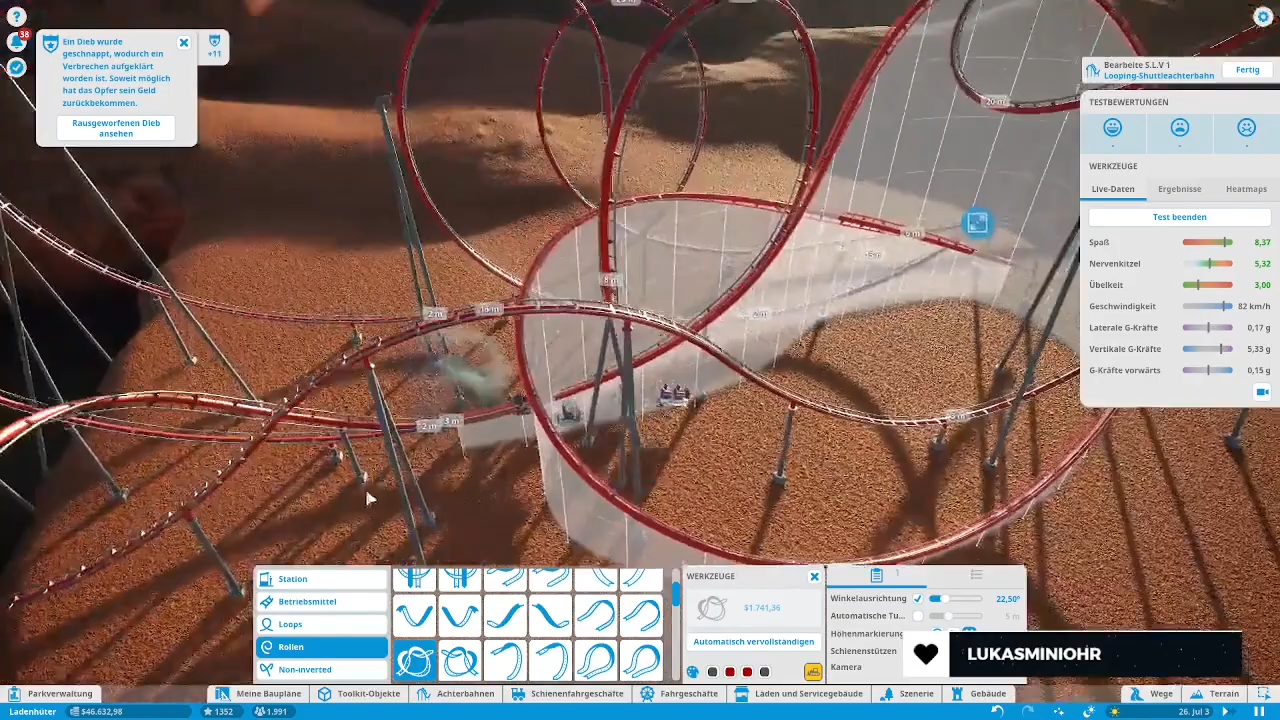 ?
38
Ein Dieb wurde
geschnappt, wodurch ein
Verbrechen aufgeklärt
worden ist. Soweit möglich
hat das Opfer sein Geld
zurückbekommen.
+11
Rausgeworfenen Dieb
ansehen
Bearbeite S.L.V 1
Looping-Shuttleachterbahn
Fertig
TESTBEWERTUNGEN
-
-
-
WERKZEUGE
Live-Daten
Ergebnisse
Heatmaps
Test beenden
Spaß 8,37
Nervenkitzel 5,32
Übelkeit 3,00
Geschwindigkeit 82 km/h
Laterale G-Kräfte 0,17 g
Vertikale G-Kräfte 5,33 g
G-Kräfte vorwärts 0,15 g
20 m
2 m
3 m
2 m
Station
Betriebsmittel
Loops
Rollen
Non-inverted
WERKZEUGE
$1.741,36
Automatisch vervollständigen
1
Winkelausrichtung 22,50°
Automatische Tu... 5 m
Höhenmarkierung
Schienenstützen
Kamera
LUKASMINIOHR
Parkverwaltung
Meine Baupläne
Toolkit-Objekte
Achterbahnen
Schienenfahrgeschäfte
Fahrgeschäfte
Läden und Servicegebäude
Szenerie
Gebäude
Wege
Terrain
Ladenhüter
$46.632,98
1352
1.991
26. Jul 3